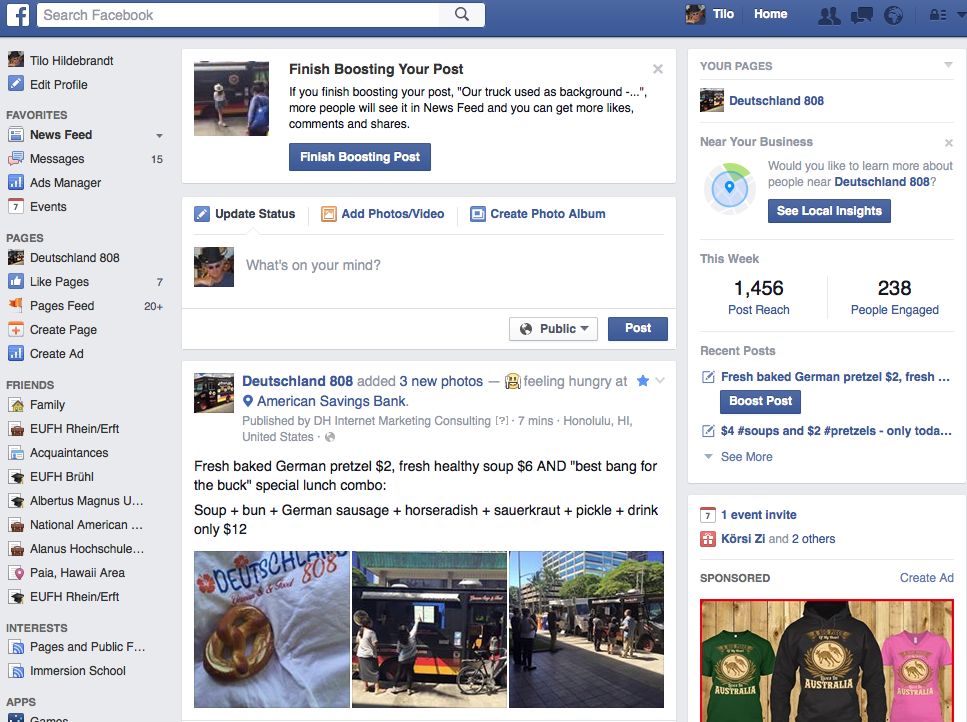 f Search Facebook
Tilo Home
Tilo Hildebrandt
Edit Profile
FAVORITES
News Feed
Messages 15
Ads Manager
7 Events
PAGES
Deutschland 808
Like Pages 7
Pages Feed 20+
Create Page
Create Ad
FRIENDS
Family
EUFH Rhein/Erft
Acquaintances
EUFH Brühl
Albertus Magnus U...
National American ...
Alanus Hochschule...
Paia, Hawaii Area
EUFH Rhein/Erft
INTERESTS
Pages and Public F...
Immersion School
APPS
Games
Finish Boosting Your Post
If you finish boosting your post, "Our truck used as background -...",
more people will see it in News Feed and you can get more likes,
comments and shares.
Finish Boosting Post
Update Status Add Photos/Video Create Photo Album
What's on your mind?
Public Post
Deutschland 808 added 3 new photos — feeling hungry at
American Savings Bank.
Published by DH Internet Marketing Consulting [?] · 7 mins · Honolulu, HI,
United States ·
Fresh baked German pretzel $2, fresh healthy soup $6 AND "best bang for
the buck" special lunch combo:
Soup + bun + German sausage + horseradish + sauerkraut + pickle + drink
only $12
DEUTSCHLAND
808
YOUR PAGES
Deutschland 808
Near Your Business
Would you like to learn more about
people near Deutschland 808?
See Local Insights
This Week
1,456 238
Post Reach People Engaged
Recent Posts
Fresh baked German pretzel $2, fresh ...
Boost Post
$4 #soups and $2 #pretzels - only toda...
See More
7 1 event invite
Körsi Zi and 2 others
SPONSORED Create Ad
AUSTRALIA
AUSTRALIA
AUSTRALIA